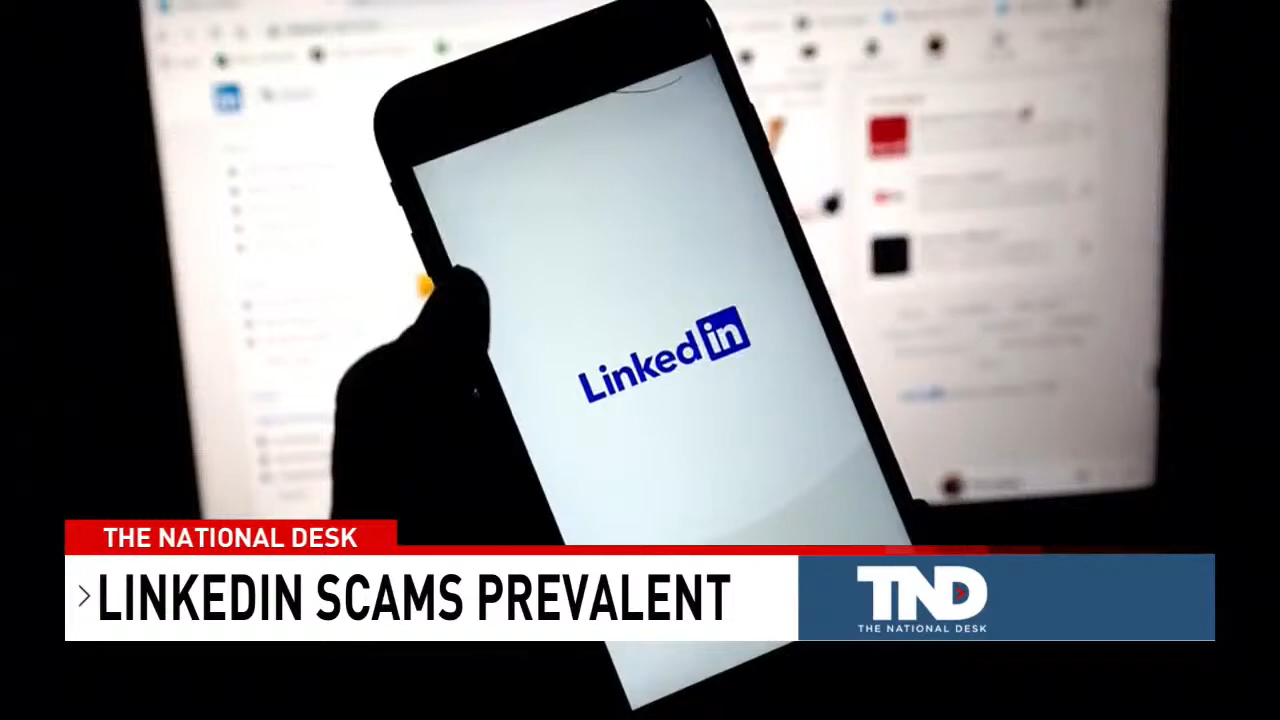 Linked in
THE NATIONAL DESK
LINKEDIN SCAMS PREVALENT
TND
THE NATIONAL DESK